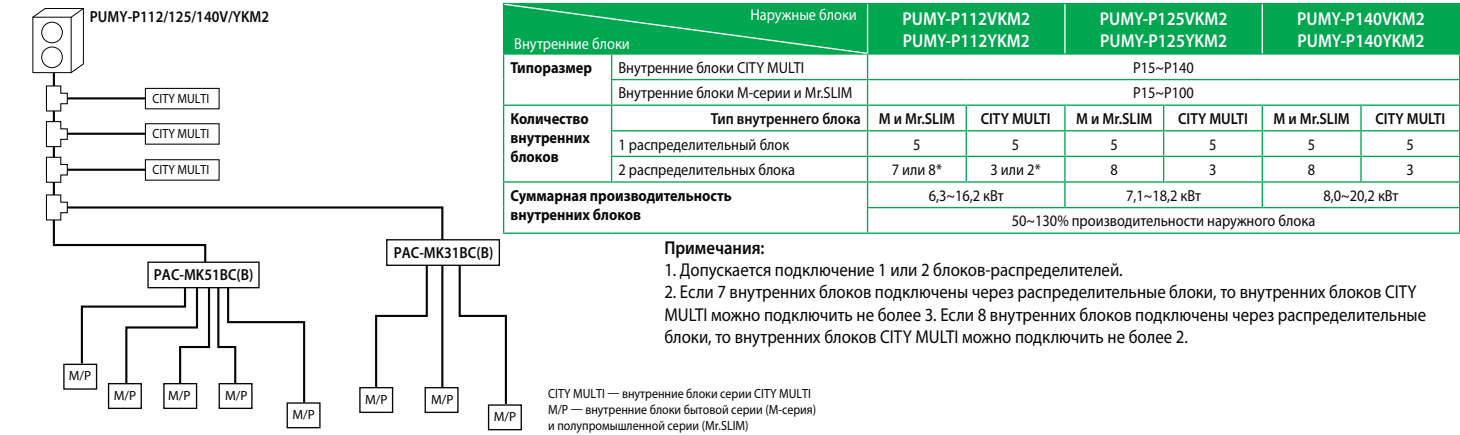 PUMY-P112/125/140V/YKM2
CITY MULTI
CITY MULTI
CITY MULTI
PAC-MK31BC(B)
PAC-MK51BC(B)
M/P
M/P
M/P
M/P
M/P
M/P
M/P
M/P
Наружные блоки
Внутренние блоки
PUMY-P112VKM2
PUMY-P112YKM2
PUMY-P125VKM2
PUMY-P125YKM2
PUMY-P140VKM2
PUMY-P140YKM2
Типоразмер Внутренние блоки CITY MULTI P15~P140
Внутренние блоки М-серии и Mr.SLIM P15~P100
Количество внутренних блоков Тип внутреннего блока М и Mr.SLIM CITY MULTI М и Mr.SLIM CITY MULTI М и Mr.SLIM CITY MULTI
1 распределительный блок 5 5 5 5 5 5
2 распределительных блока 7 или 8* 3 или 2* 8 3 8 3
Суммарная производительность внутренних блоков 6,3~16,2 кВт 7,1~18,2 кВт 8,0~20,2 кВт
50~130% производительности наружного блока
Примечания:
1. Допускается подключение 1 или 2 блоков-распределителей.
2. Если 7 внутренних блоков подключены через распределительные блоки, то внутренних блоков CITY
MULTI можно подключить не более 3. Если 8 внутренних блоков подключены через распределительные
блоки, то внутренних блоков CITY MULTI можно подключить не более 2.
CITY MULTI — внутренние блоки серии CITY MULTI
M/P — внутренние блоки бытовой серии (М-серия)
и полупромышленной серии (Mr.SLIM)